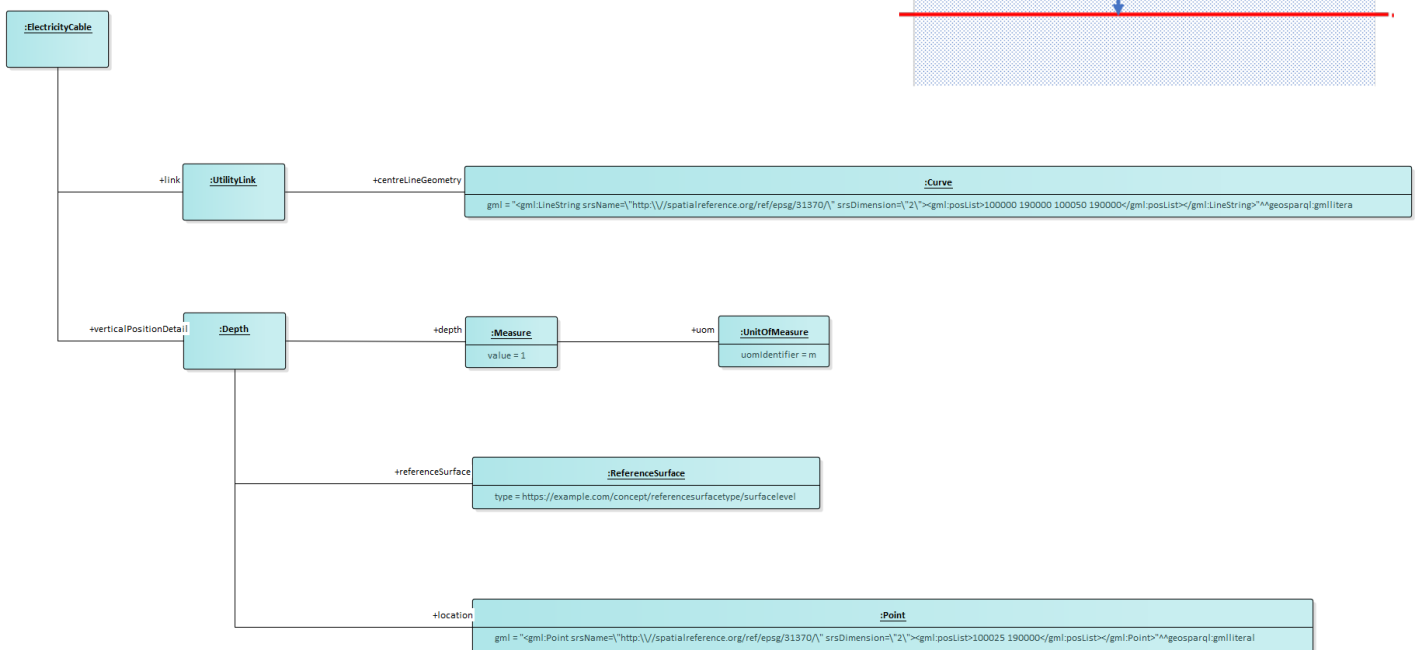 :ElectricityCable
+link
:UtilityLink
+centreLineGeometry
:Curve
gml = "<gml:LineString srsName=\"http:\\//spatialreference.org/ref/epsg/31370/\" srsDimension=\"2\"><gml:posList>100000 190000 100050 190000</gml:posList></gml:LineString>"^^geosparql:gmllitera
+verticalPositionDetail
:Depth
+depth
:Measure
value = 1
+uom
:UnitOfMeasure
uomIdentifier = m
+referenceSurface
:ReferenceSurface
type = https://example.com/concept/referencesurfacetype/surfacelevel
+location
:Point
gml = "<gml:Point srsName=\"http:\\//spatialreference.org/ref/epsg/31370/\" srsDimension=\"2\"><gml:posList>100025 190000</gml:posList></gml:Point>"^^geosparql:gmlliteral